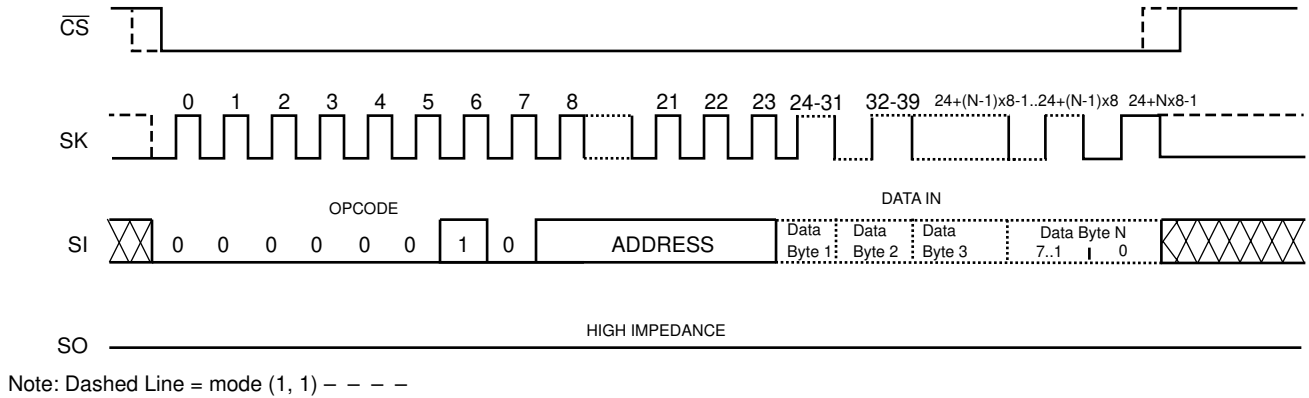 CS
0 1 2 3 4 5 6 7 8 21 22 23 24-31 32-39 24+(N-1)x8-1..24+(N-1)x8 24+Nx8-1
SK
OPCODE DATA IN
SI 0 0 0 0 0 0 1 0 ADDRESS Data Byte 1 Data Byte 2 Data Byte 3 Data Byte N
7..1 0
HIGH IMPEDANCE
SO
Note: Dashed Line = mode (1, 1) – – – –